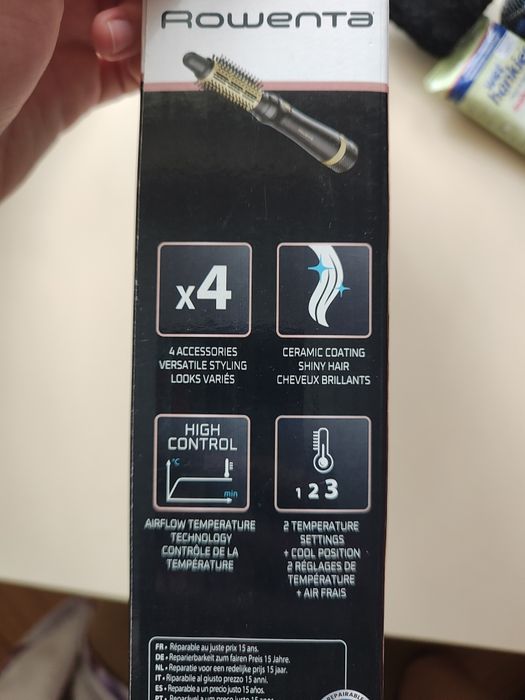 Rowenta
x4
4 ACCESSORIES
VERSATILE STYLING
LOOKS VARIÉS
CERAMIC COATING
SHINY HAIR
CHEVEUX BRILLANTS
HIGH
CONTROL
°C
min
AIRFLOW TEMPERATURE
TECHNOLOGY
CONTRÔLE DE LA
TEMPÉRATURE
1 2 3
2 TEMPERATURE
SETTINGS
+ COOL POSITION
2 RÉGLAGES DE
TEMPÉRATURE
+ AIR FRAIS
FR • Réparable au juste prix 15 ans.
DE • Reparierbarkeit zum fairen Preis 15 Jahre.
NL • Reparatie voor een redelijke prijs 15 jaar.
IT • Riparabile al giusto prezzo 15 anni.
ES • Reparable a un precio justo 15 años.
REPAIRABLE